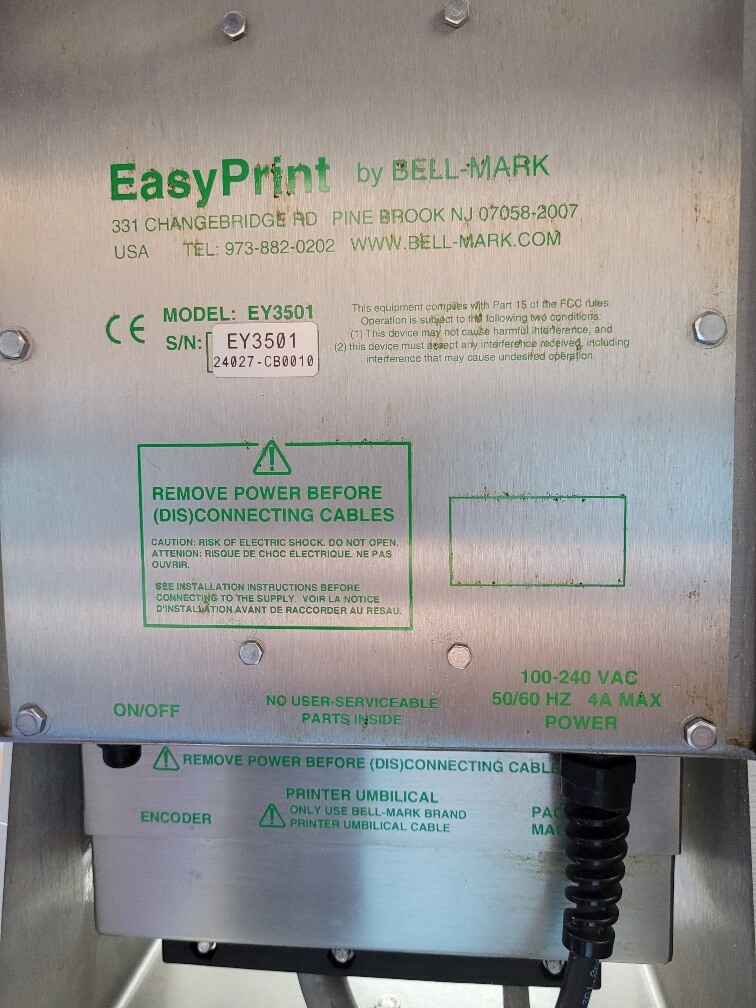 EasyPrint by BELL-MARK
331 CHANGEBRIDGE RD PINE BROOK NJ 07058-2007
USA TEL: 973-882-0202 WWW.BELL-MARK.COM
CE
MODEL: EY3501
S/N:
EY3501
24027-CB0010
This equipment complies with Part 15 of the FCC rules.
Operation is subject to the following two conditions:
(1) This device may not cause harmful interference, and
(2) this device must accept any interference received, including
interference that may cause undesired operation.
REMOVE POWER BEFORE
(DIS)CONNECTING CABLES
CAUTION: RISK OF ELECTRIC SHOCK. DO NOT OPEN.
ATTENION: RISQUE DE CHOC ELECTRIQUE. NE PAS
OUVRIR.
SEE INSTALLATION INSTRUCTIONS BEFORE
CONNECTING TO THE SUPPLY. VOIR LA NOTICE
D'INSTALLATION AVANT DE RACCORDER AU RESAU.
ON/OFF
NO USER-SERVICEABLE
PARTS INSIDE
100-240 VAC
50/60 HZ 4A MAX
POWER
REMOVE POWER BEFORE (DIS)CONNECTING CABLE
ENCODER
PRINTER UMBILICAL
ONLY USE BELL-MARK BRAND
PRINTER UMBILICAL CABLE